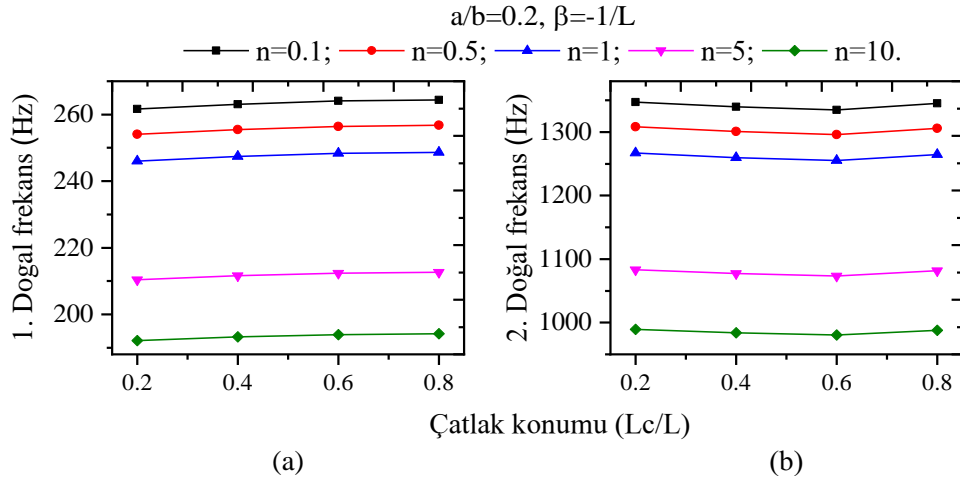 a/b=0.2, β=-1/L
n=0.1; n=0.5; n=1; n=5; n=10.
1. Dogal frekans (Hz)
260
240
220
200
0.2 0.4 0.6 0.8
2. Doğal frekans (Hz)
1300
1200
1100
1000
0.2 0.4 0.6 0.8
Çatlak konumu (Lc/L)
(a) (b)